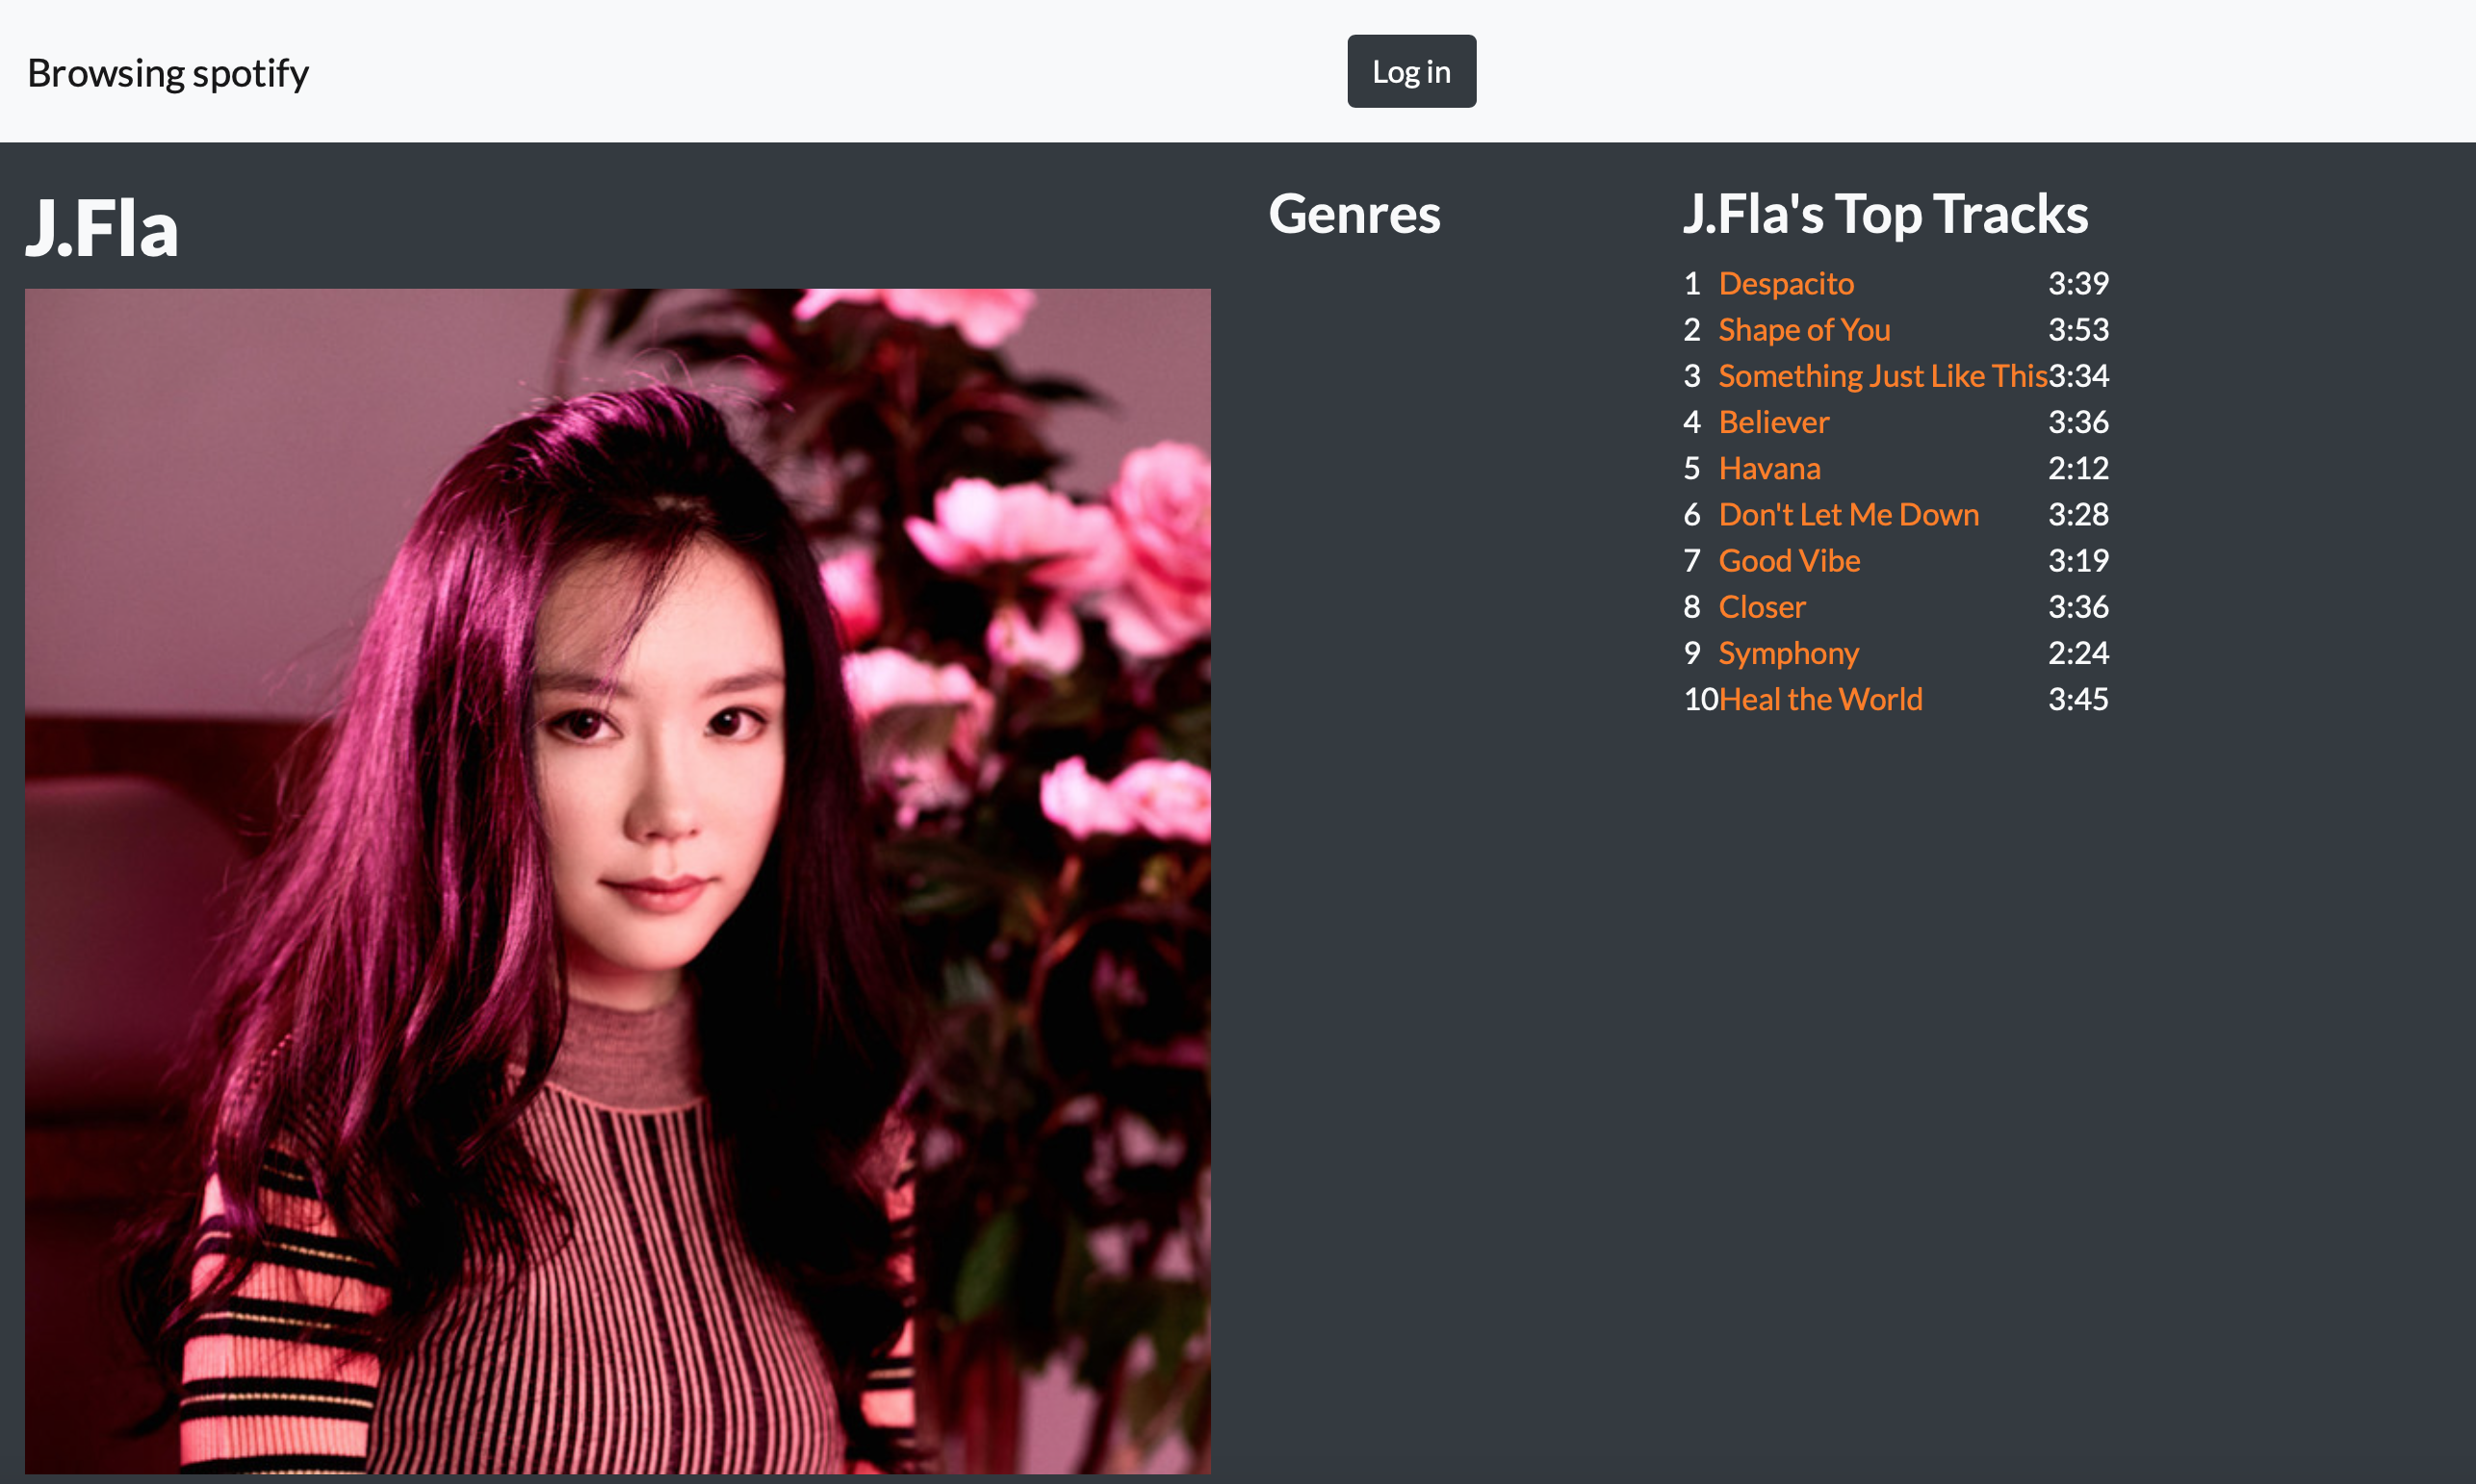 Browsing spotify
Log in
J.Fla
Genres
J.Fla's Top Tracks
1 Despacito 3:39
2 Shape of You 3:53
3 Something Just Like This 3:34
4 Believer 3:36
5 Havana 2:12
6 Don't Let Me Down 3:28
7 Good Vibe 3:19
8 Closer 3:36
9 Symphony 2:24
10 Heal the World 3:45